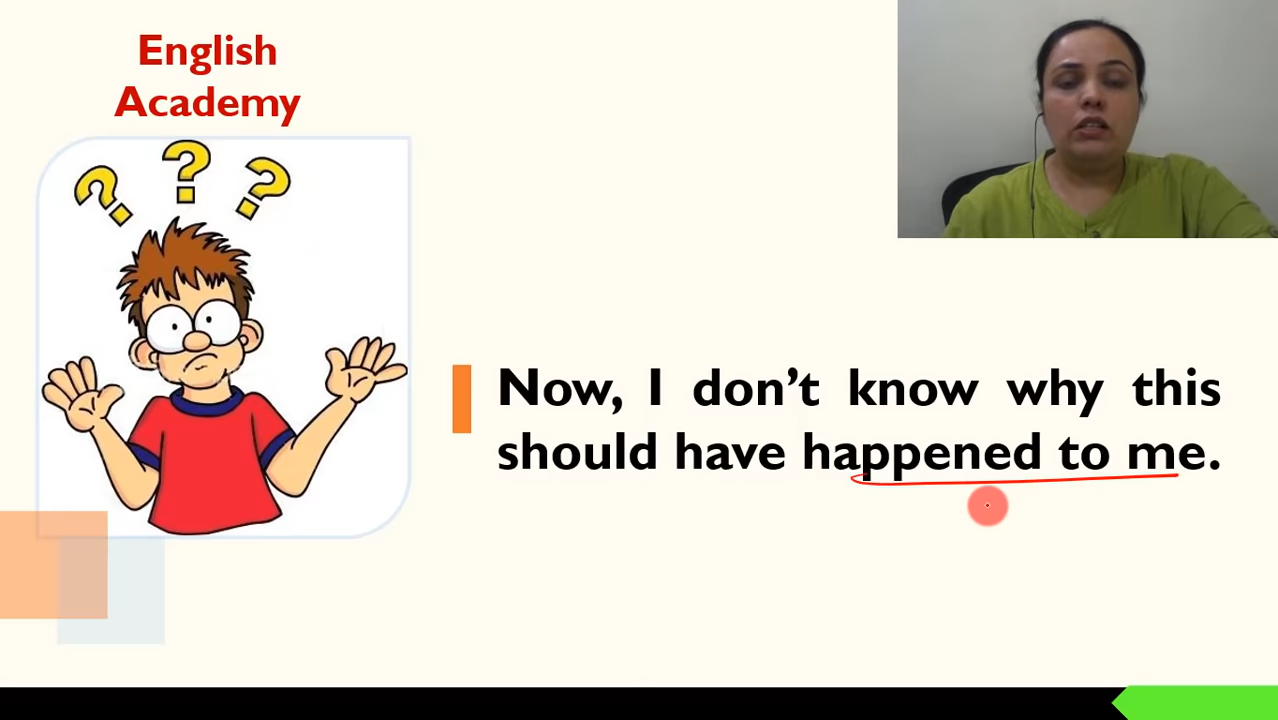 English
Academy
? ? ?
Now, I don’t know why this
should have happened to me.